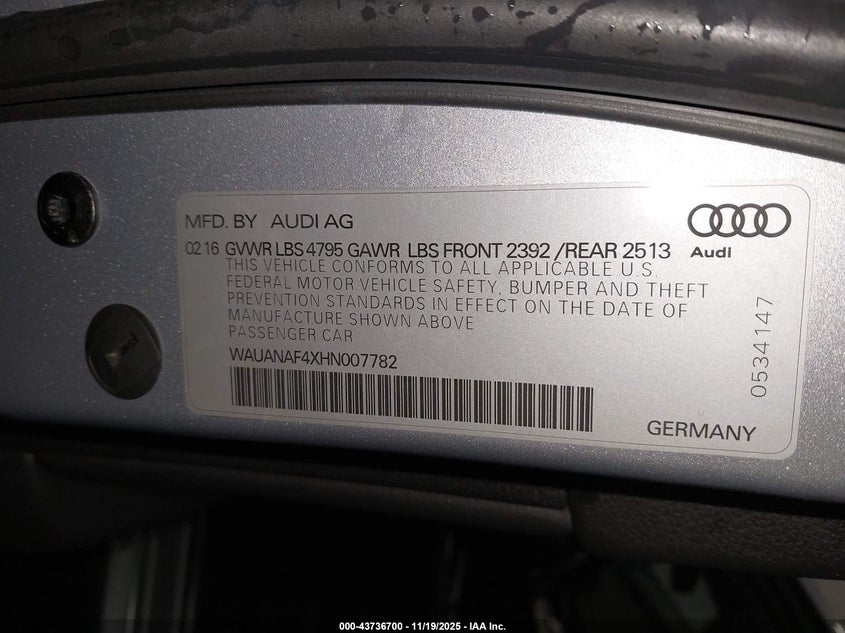 MFD. BY AUDI AG
02 16 GVWR LBS 4795 GAWR LBS FRONT 2392 /REAR 2513
THIS VEHICLE CONFORMS TO ALL APPLICABLE U.S.
FEDERAL MOTOR VEHICLE SAFETY, BUMPER AND THEFT
PREVENTION STANDARDS IN EFFECT ON THE DATE OF
MANUFACTURE SHOWN ABOVE
PASSENGER CAR
WAUANAF4XHN007782
Audi
0534147
GERMANY
000-43736700 - 11/19/2025 - IAA Inc.